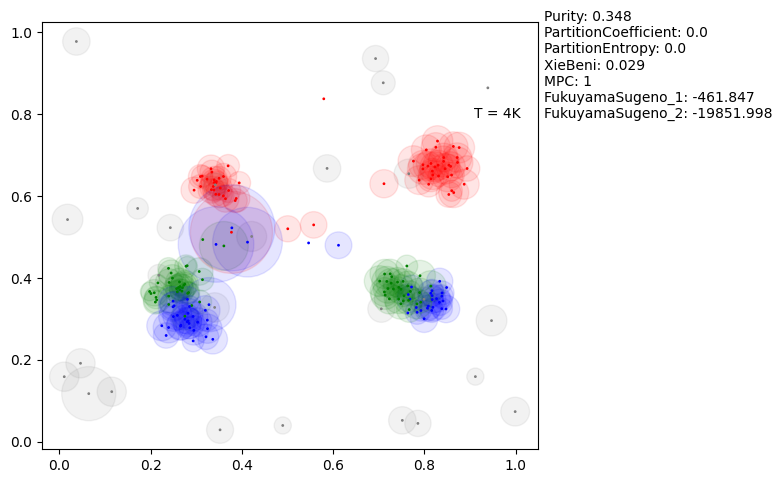 Purity: 0.348
PartitionCoefficient: 0.0
PartitionEntropy: 0.0
XieBeni: 0.029
MPC: 1
FukuyamaSugeno_1: -461.847
FukuyamaSugeno_2: -19851.998
T = 4K
1.0
0.8
0.6
0.4
0.2
0.0
0.0 0.2 0.4 0.6 0.8 1.0